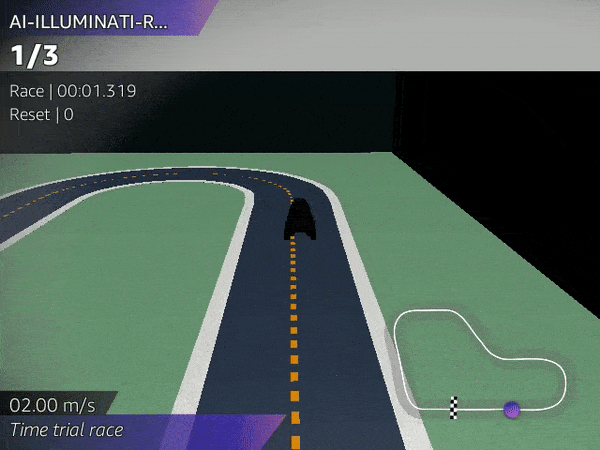 AI-ILLUMINATI-R...
1/3
Race | 00:01.319
Reset | 0
02.00 m/s
Time trial race